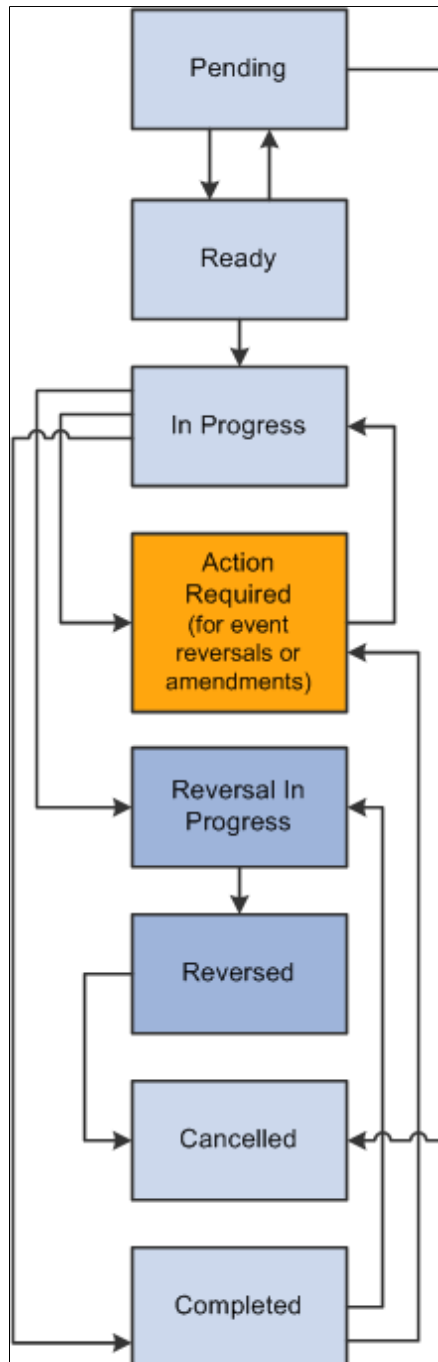 Pending
Ready
In Progress
Action
Required
(for event
reversals or
amendments)
Reversal In
Progress
Reversed
Cancelled
Completed